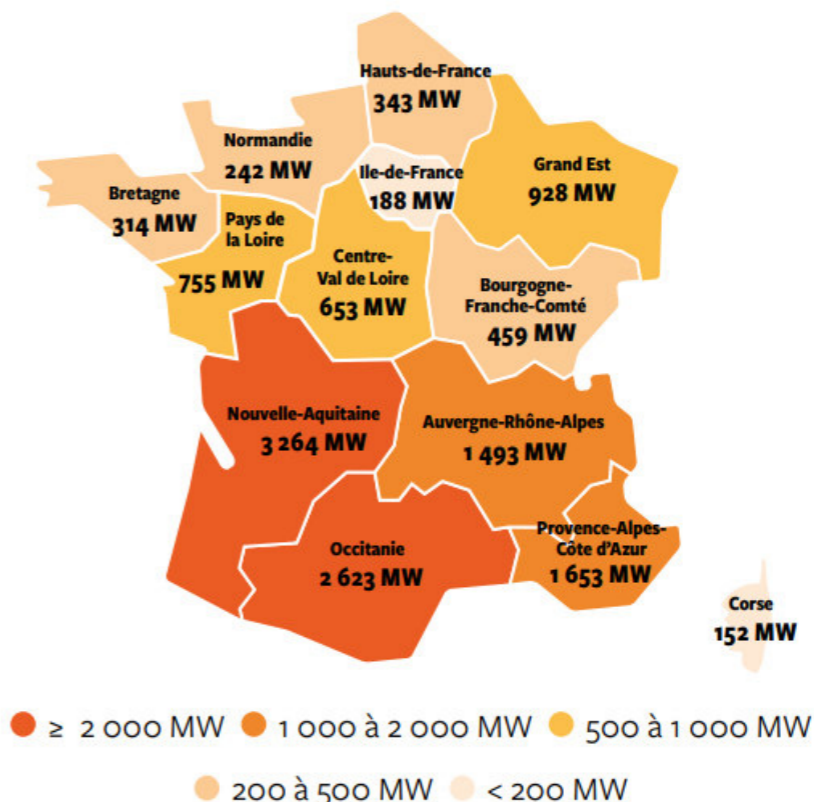 Hauts-de-France
343 MW
Normandie
242 MW
Ile-de-France
188 MW
Grand Est
928 MW
Bretagne
314 MW
Pays de
la Loire
755 MW
Centre-
Val de Loire
653 MW
Bourgogne-
Franche-Comté
459 MW
Nouvelle-Aquitaine
3 264 MW
Auvergne-Rhône-Alpes
1 493 MW
Occitanie
2 623 MW
Provence-Alpes-
Côte d'Azur
1 653 MW
Corse
152 MW
≥ 2 000 MW 1 000 à 2 000 MW 500 à 1 000 MW
200 à 500 MW < 200 MW